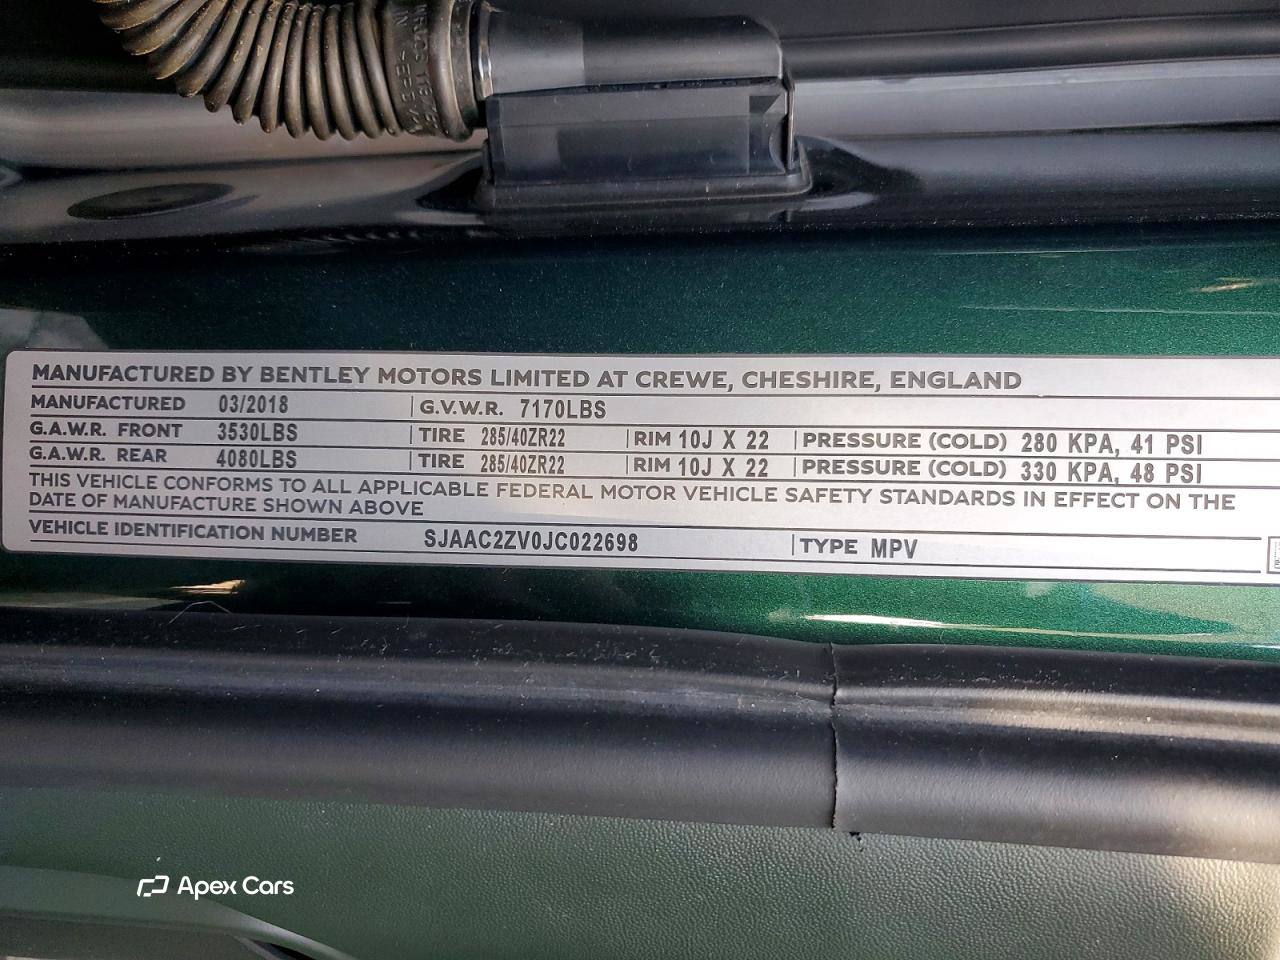 MANUFACTURED BY BENTLEY MOTORS LIMITED AT CREWE, CHESHIRE, ENGLAND
MANUFACTURED 03/2018 G.V.W.R. 7170LBS
G.A.W.R. FRONT 3530LBS TIRE 285/40ZR22 RIM 10J X 22 PRESSURE (COLD) 280 KPA, 41 PSI
G.A.W.R. REAR 4080LBS TIRE 285/40ZR22 RIM 10J X 22 PRESSURE (COLD) 330 KPA, 48 PSI
THIS VEHICLE CONFORMS TO ALL APPLICABLE FEDERAL MOTOR VEHICLE SAFETY STANDARDS IN EFFECT ON THE
DATE OF MANUFACTURE SHOWN ABOVE
VEHICLE IDENTIFICATION NUMBER SJAAC2ZV0JC022698 TYPE MPV
Apex Cars